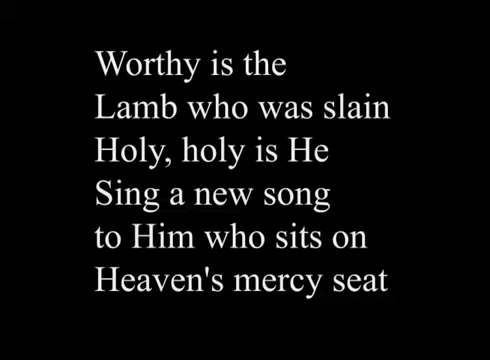 Worthy is the
Lamb who was slain
Holy, holy is He
Sing a new song
to Him who sits on
Heaven's mercy seat